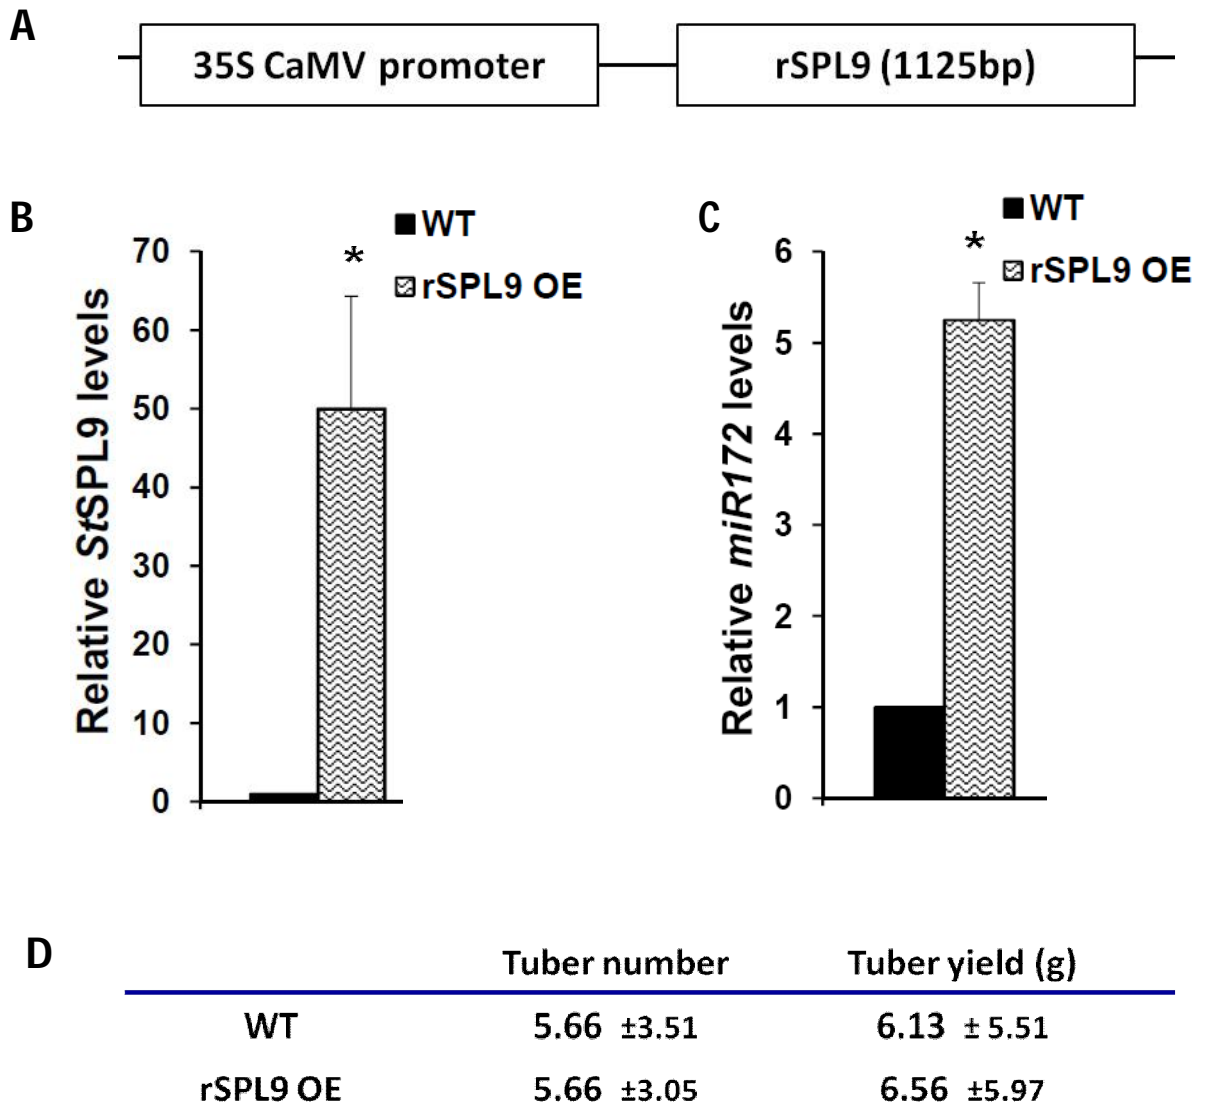 A
35S CaMV promoter
rSPL9 (1125bp)
B
WT
rSPL9 OE
*
Relative StSPL9 levels
70
60
50
40
30
20
10
0
C
WT
rSPL9 OE
*
Relative miR172 levels
6
5
4
3
2
1
0
D
Tuber number Tuber yield (g)
WT 5.66 ±3.51 6.13 ± 5.51
rSPL9 OE 5.66 ±3.05 6.56 ±5.97